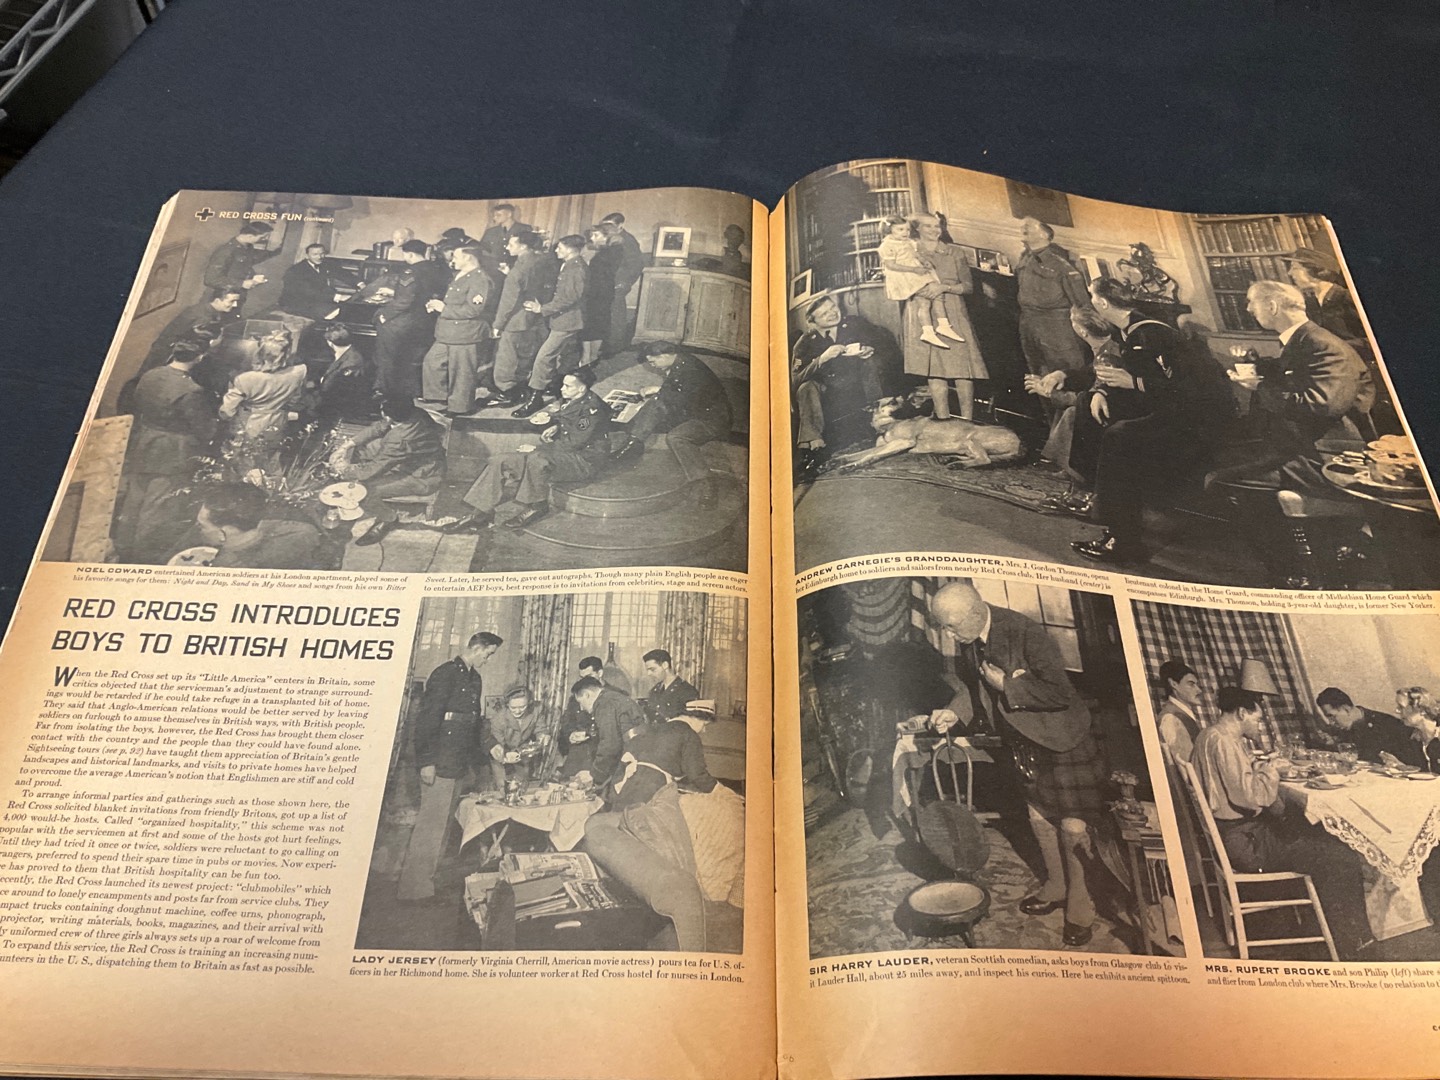 RED CROSS FUN (continued)
NOEL COWARD entertained American soldiers at his London apartment, played some of
his favorite songs for them: Night and Day, Sand in My Shoes and songs from his own Bitter
Sweet. Later, he served tea, gave out autographs. Though many plain English people are eager
to entertain AEF boys, best response is to invitations from celebrities, stage and screen actors.
RED CROSS INTRODUCES
BOYS TO BRITISH HOMES
When the Red Cross set up its "Little America" centers in Britain, some
critics objected that the serviceman's adjustment to strange surround-
ings would be retarded if he could take refuge in a transplanted bit of home.
They said that Anglo-American relations would be better served by leaving
soldiers on furlough to amuse themselves in British ways, with British people.
Far from isolating the boys, however, the Red Cross has brought them closer
contact with the country and the people than they could have found alone.
Sightseeing tours (see p. 92) have taught them appreciation of Britain's gentle
landscapes and historical landmarks, and visits to private homes have helped
to overcome the average American's notion that Englishmen are stiff and cold
and proud.
To arrange informal parties and gatherings such as those shown here, the
Red Cross solicited blanket invitations from friendly Britons, got up a list of
4,000 would-be hosts. Called "organized hospitality," this scheme was not
popular with the servicemen at first and some of the hosts got hurt feelings.
Until they had tried it once or twice, soldiers were reluctant to go calling on
rangers, preferred to spend their spare time in pubs or movies. Now experi-
e has proved to them that British hospitality can be fun too.
ecently, the Red Cross launched its newest project: "clubmobiles" which
ce around to lonely encampments and posts far from service clubs. They
mpact trucks containing doughnut machine, coffee urns, phonograph,
projector, writing materials, books, magazines, and their arrival with
ly uniformed crew of three girls always sets up a roar of welcome from
To expand this service, the Red Cross is training an increasing num-
unteers in the U. S., dispatching them to Britain as fast as possible.
LADY JERSEY (formerly Virginia Cherrill, American movie actress) pours tea for U. S. of-
ficers in her Richmond home. She is volunteer worker at Red Cross hostel for nurses in London.
ANDREW CARNEGIE'S GRANDDAUGHTER, Mrs. J. Gordon Thomson, opens
her Edinburgh home to soldiers and sailors from nearby Red Cross club. Her husband (center) is
lieutenant colonel in the Home Guard, commanding officer of Midlothian Home Guard which
encompasses Edinburgh. Mrs. Thomson, holding 3-year-old daughter, is former New Yorker.
SIR HARRY LAUDER, veteran Scottish comedian, asks boys from Glasgow club to vis-
it Lauder Hall, about 25 miles away, and inspect his curios. Here he exhibits ancient spittoon.
MRS. RUPERT BROOKE and son Philip (left) share
and flier from London club where Mrs. Brooke (no relation to
96